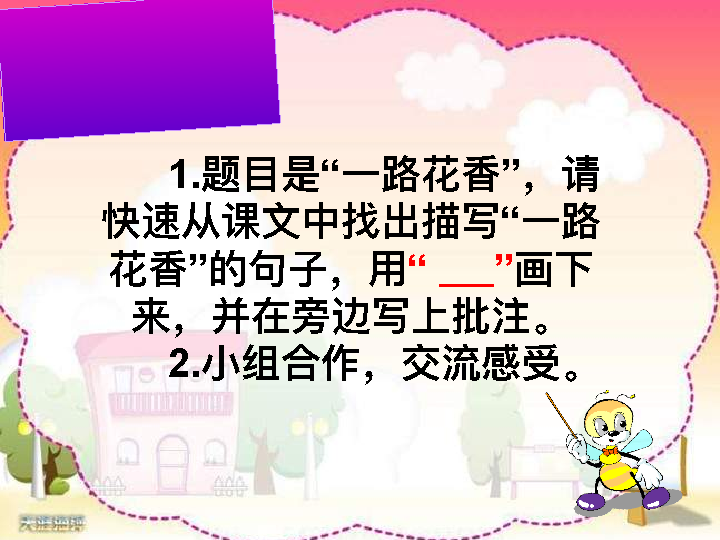 1.题目是“一路花香”，请
快速从课文中找出描写“一路
花香”的句子，用“ ___”画下
来，并在旁边写上批注。
2.小组合作，交流感受。